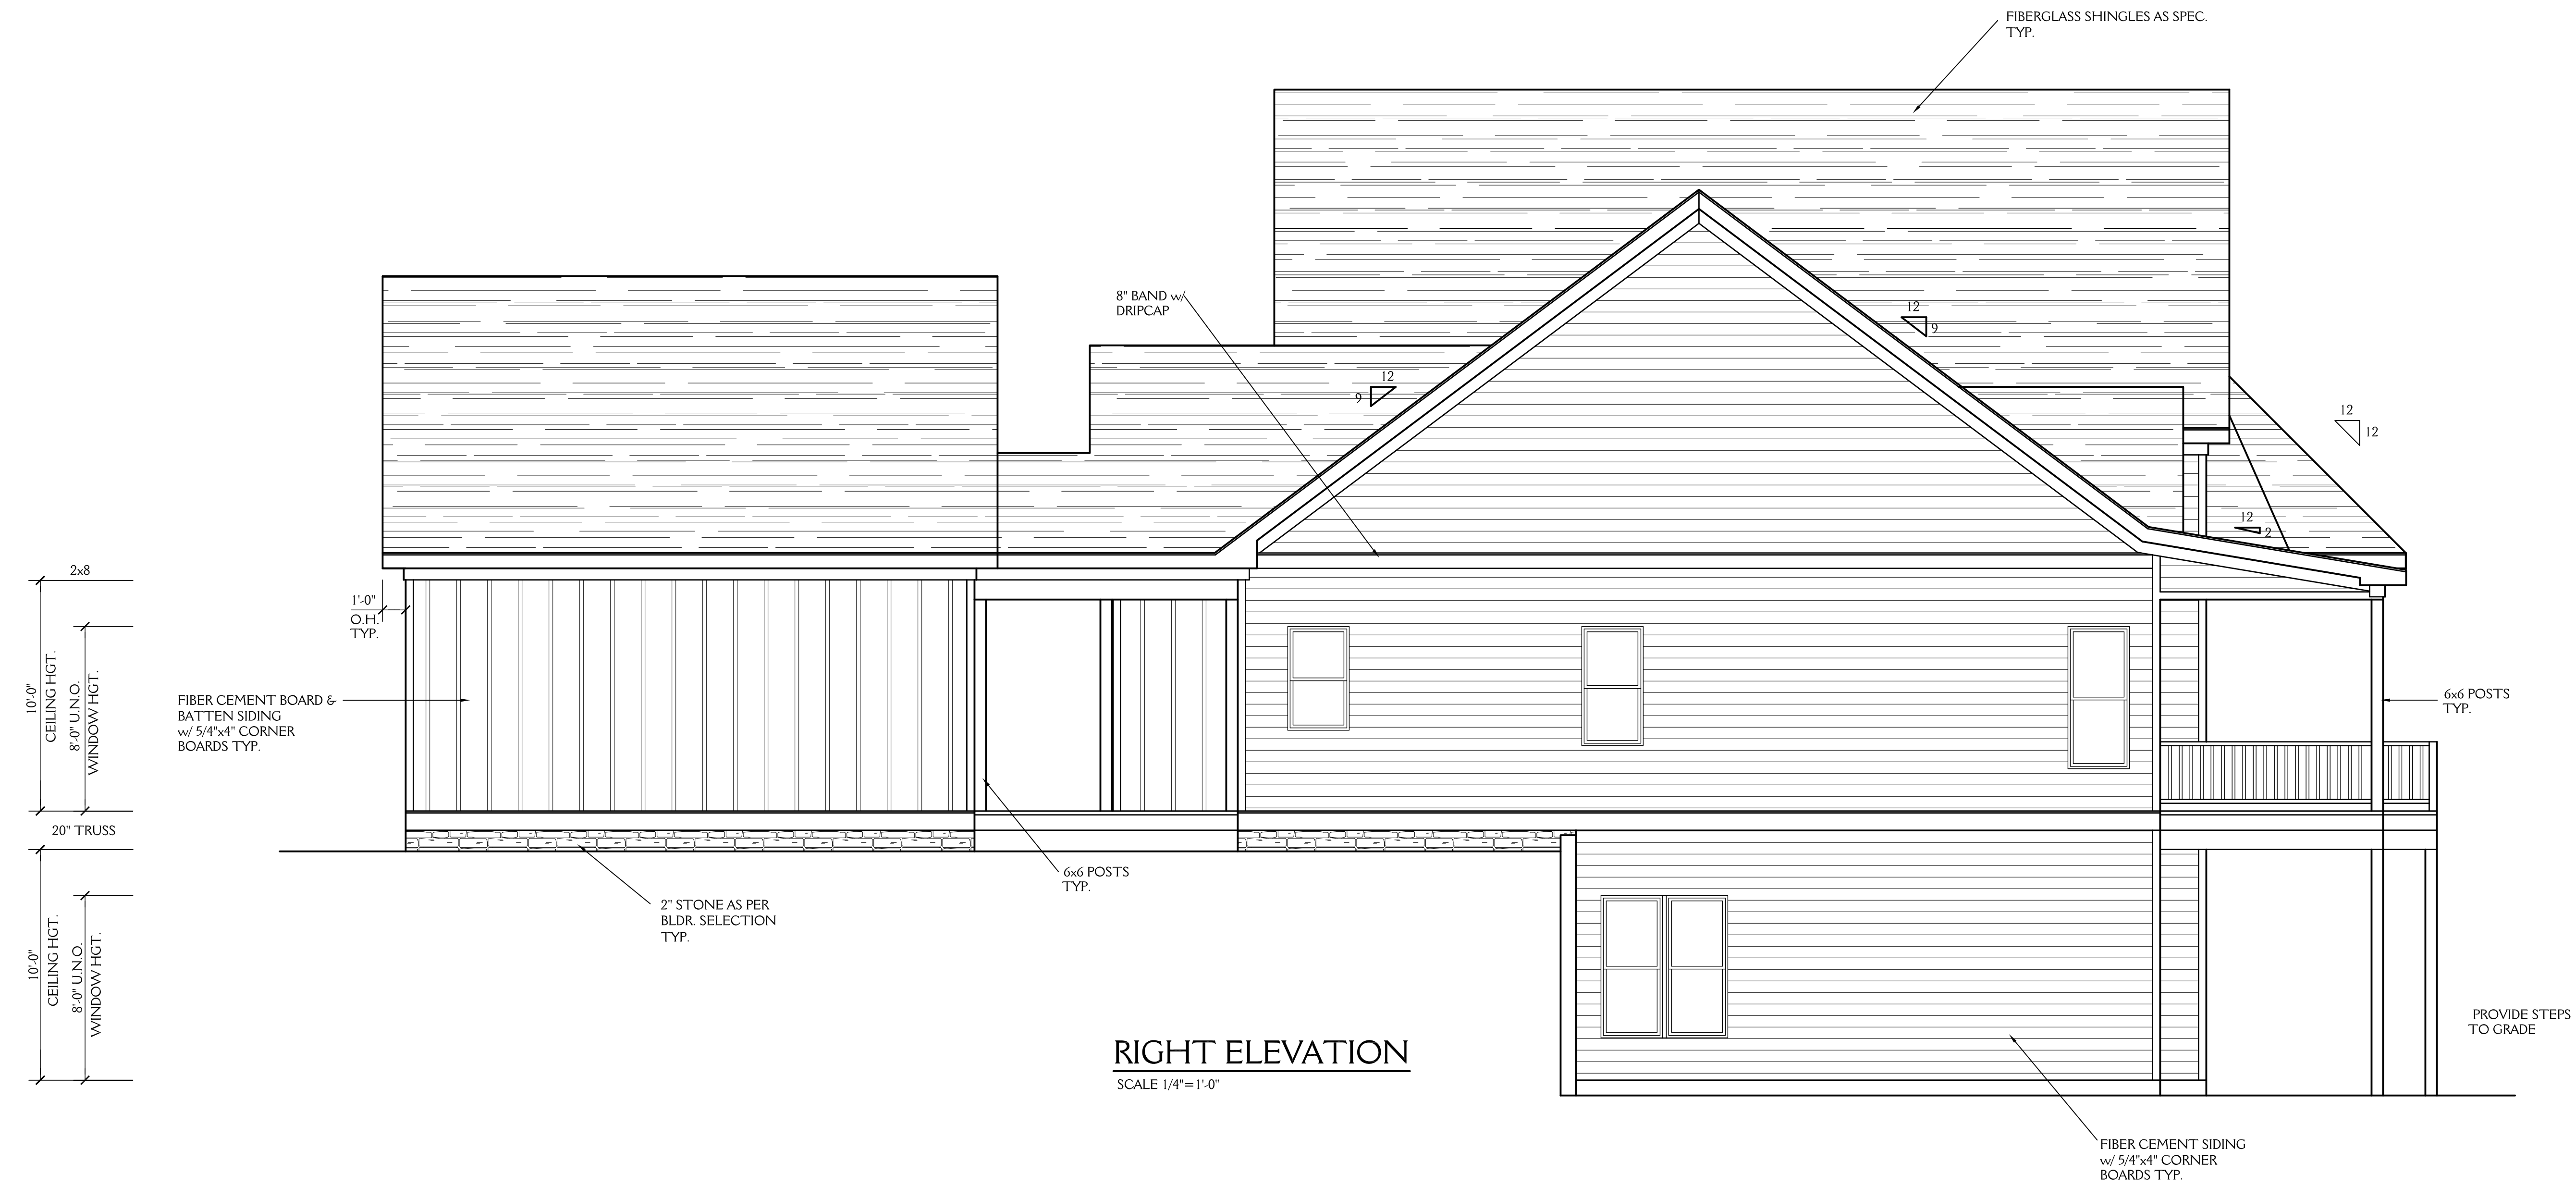 FIBERGLASS SHINGLES AS SPEC.
TYP.
8" BAND w/
DRIPCAP
12
9
12
9
12
12
12
2
2x8
1'-0"
O.H.
TYP.
10'-0"
CEILING HGT.
8'-0" U.N.O.
WINDOW HGT.
FIBER CEMENT BOARD &
BATTEN SIDING
w/ 5/4"x4" CORNER
BOARDS TYP.
6x6 POSTS
TYP.
20" TRUSS
6x6 POSTS
TYP.
2" STONE AS PER
BLDR. SELECTION
TYP.
10'-0"
CEILING HGT.
8'-0" U.N.O.
WINDOW HGT.
PROVIDE STEPS
TO GRADE
RIGHT ELEVATION
SCALE 1/4"=1'-0"
FIBER CEMENT SIDING
w/ 5/4"x4" CORNER
BOARDS TYP.